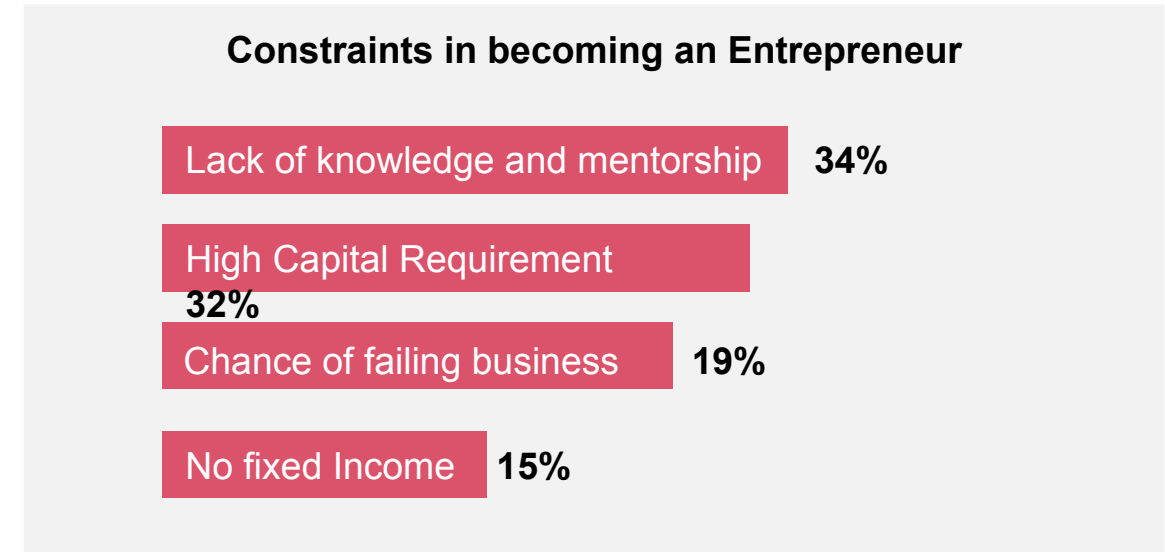 Constraints in becoming an Entrepreneur
Lack of knowledge and mentorship 34%
High Capital Requirement
32%
Chance of failing business 19%
No fixed Income 15%